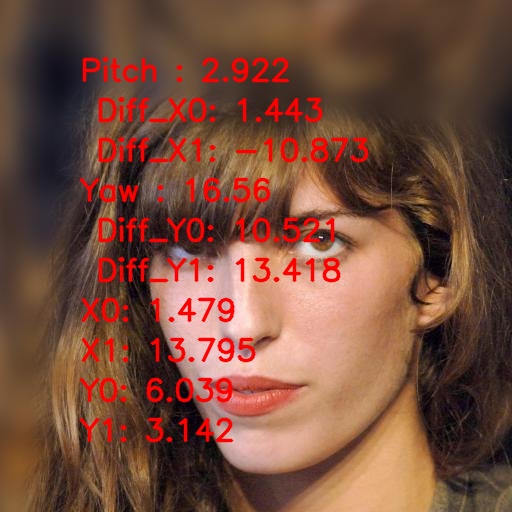 Pitch : 2.922
Diff_X0: 1.443
Diff_X1: -10.873
Yaw : 16.56
Diff_Y0: 10.521
Diff_Y1: 13.418
X0: 1.479
X1: 13.795
Y0: 6.039
Y1: 3.142